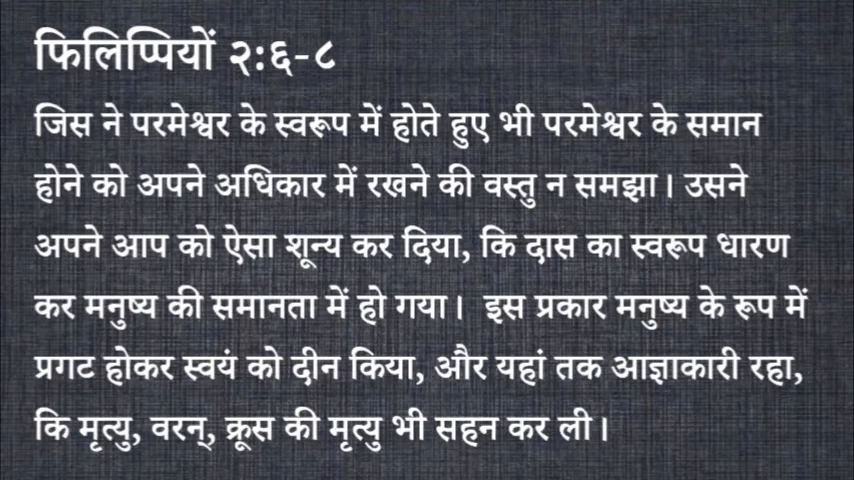 फिलिप्पियों २:६-८
जिस ने परमेश्वर के स्वरूप में होते हुए भी परमेश्वर के समान
होने को अपने अधिकार में रखने की वस्तु न समझा। उसने
अपने आप को ऐसा शून्य कर दिया, कि दास का स्वरूप धारण
कर मनुष्य की समानता में हो गया। इस प्रकार मनुष्य के रूप में
प्रगट होकर स्वयं को दीन किया, और यहां तक आज्ञाकारी रहा,
कि मृत्यु, वरन्, क्रूस की मृत्यु भी सहन कर ली।